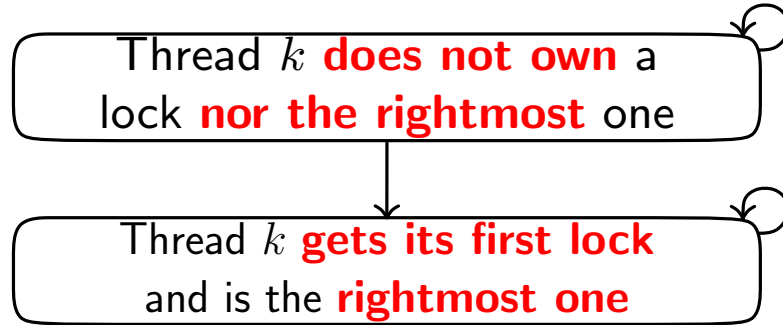 Thread k does not own a
lock nor the rightmost one
Thread k gets its first lock
and is the rightmost one